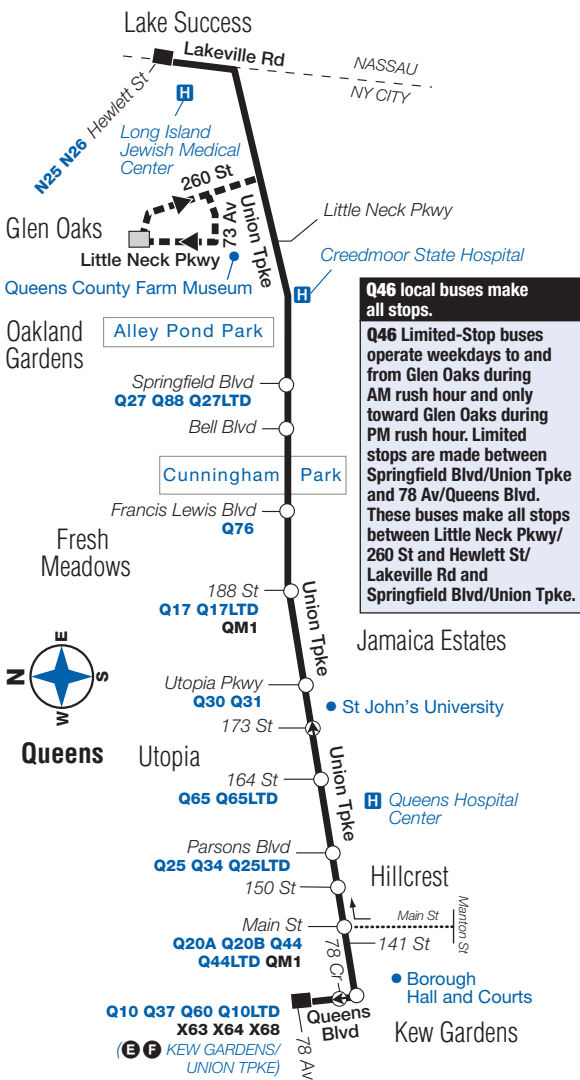 Lake Success
Lakeville Rd
NASSAU
NY CITY
Hewlett St
N25 N26
H
Long Island
Jewish Medical
Center
260 St
Union Tpke
73 Av
Little Neck Pkwy
Glen Oaks
Little Neck Pkwy
Queens County Farm Museum
H
Creedmoor State Hospital
Q46 local buses make
all stops.
Q46 Limited-Stop buses
operate weekdays to and
from Glen Oaks during
AM rush hour and only
toward Glen Oaks during
PM rush hour. Limited
stops are made between
Springfield Blvd/Union Tpke
and 78 Av/Queens Blvd.
These buses make all stops
between Little Neck Pkwy/
260 St and Hewlett St/
Lakeville Rd and
Springfield Blvd/Union Tpke.
Oakland
Gardens
Alley Pond Park
Springfield Blvd
Q27 Q88 Q27LTD
Bell Blvd
Cunningham Park
Francis Lewis Blvd
Q76
Fresh
Meadows
188 St
Q17 Q17LTD
QM1
Union Tpke
Jamaica Estates
N
E
S
W
Queens
Utopia Pkwy
Q30 Q31
St John's University
173 St
Utopia
Union Tpke
164 St
Q65 Q65LTD
H
Queens Hospital
Center
Parsons Blvd
Q25 Q34 Q25LTD
150 St
Hillcrest
Main St
Q20A Q20B Q44
Q44LTD QM1
Main St
Manton St
141 St
78 Cr
Borough
Hall and Courts
Q10 Q37 Q60 Q10LTD
X63 X64 X68
(E F KEW GARDENS/
UNION TPKE)
78 Av
Queens
Blvd
Kew Gardens